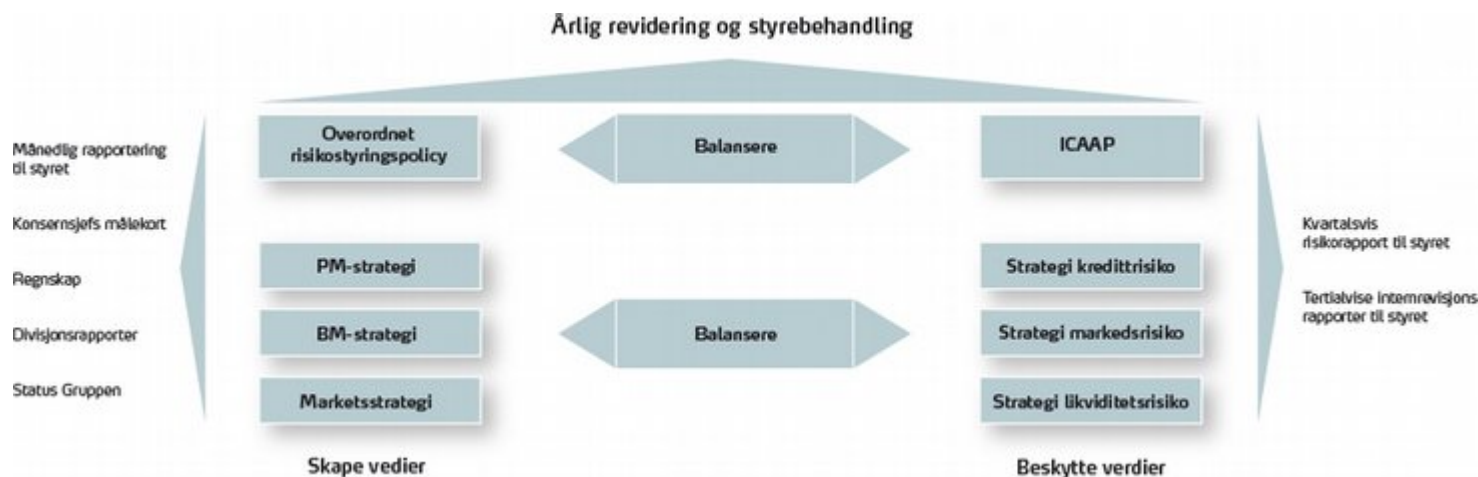 Årlig revidering og styrebehandling
Månedlig rapportering
til styret
Konsernsjefs målekort
Regnskap
Divisjonsrapporter
Status Gruppen
Overordnet
risikostyringspolicy
PM-strategi
BM-strategi
Marketsstrategi
Skape vedier
Balansere
Balansere
ICAAP
Strategi kredittrisiko
Strategi markedsrisiko
Strategi likviditetsrisiko
Beskytte verdier
Kvartalsvis
risikorapport til styret
Tertialvise internrevisjons
rapporter til styret